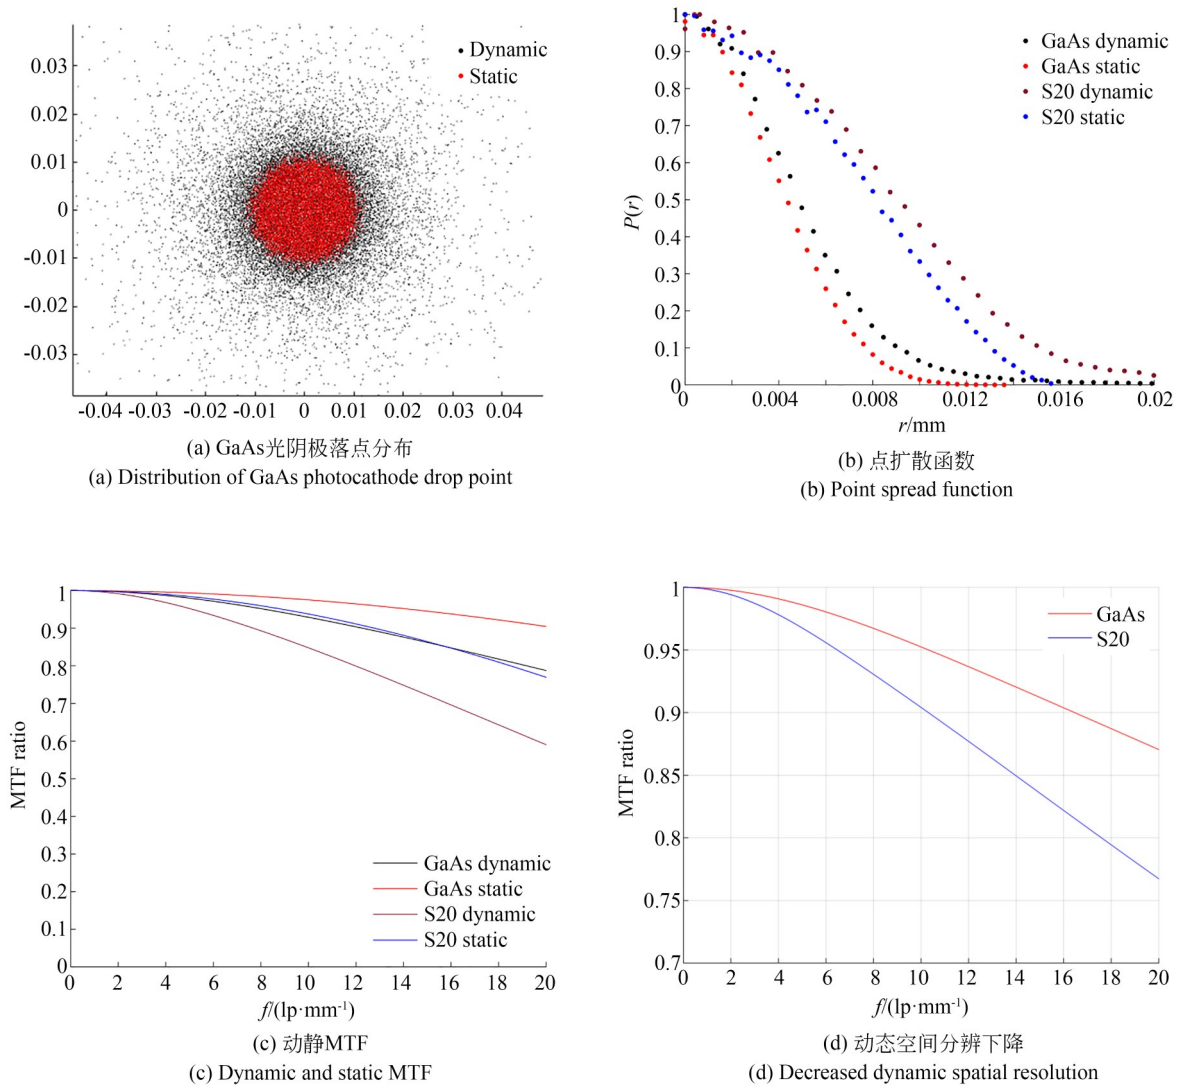 Dynamic
Static
0.03
0.02
0.01
0
-0.01
-0.02
-0.03
-0.04 -0.03 -0.02 -0.01 0 0.01 0.02 0.03 0.04
(a) GaAs光阴极落点分布
(a) Distribution of GaAs photocathode drop point
P(r)
1
0.9
0.8
0.7
0.6
0.5
0.4
0.3
0.2
0.1
0
GaAs dynamic
GaAs static
S20 dynamic
S20 static
0 0.004 0.008 0.012 0.016 0.02
r/mm
(b) 点扩散函数
(b) Point spread function
MTF ratio
1
0.9
0.8
0.7
0.6
0.5
0.4
0.3
0.2
0.1
0
GaAs dynamic
GaAs static
S20 dynamic
S20 static
0 2 4 6 8 10 12 14 16 18 20
f/(lp·mm-1)
(c) 动静MTF
(c) Dynamic and static MTF
MTF ratio
1
0.95
0.9
0.85
0.8
0.75
0.7
GaAs
S20
0 2 4 6 8 10 12 14 16 18 20
f/(lp·mm-1)
(d) 动态空间分辨下降
(d) Decreased dynamic spatial resolution